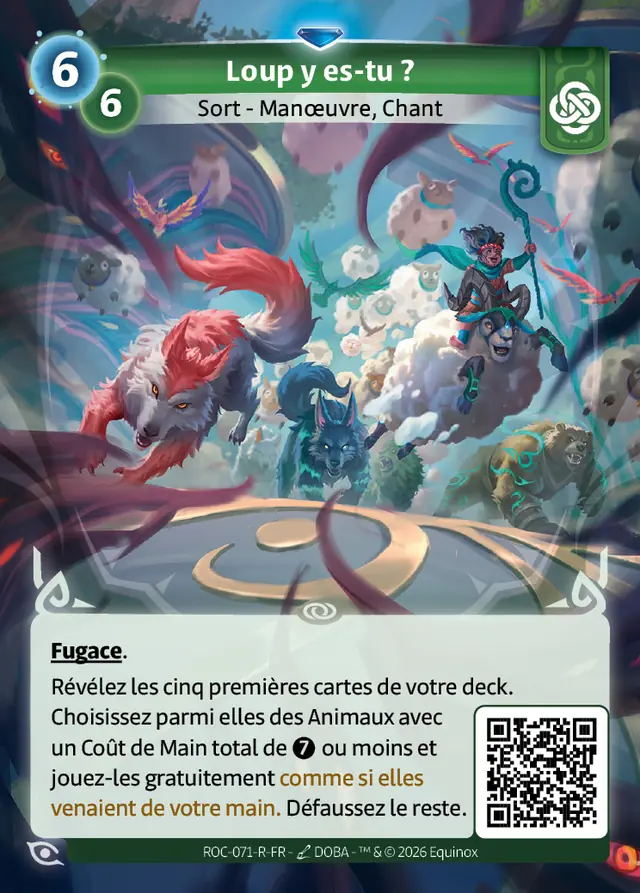 6
6
Loup y es-tu ?
Sort - Manœuvre, Chant
Fugace.
Révélez les cinq premières cartes de votre deck.
Choisissez parmi elles des Animaux avec
un Coût de Main total de 7 ou moins et
jouez-les gratuitement comme si elles
venaient de votre main. Défaussez le reste.
ROC-071-R-FR - DOBA - ™ & © 2026 Equinox